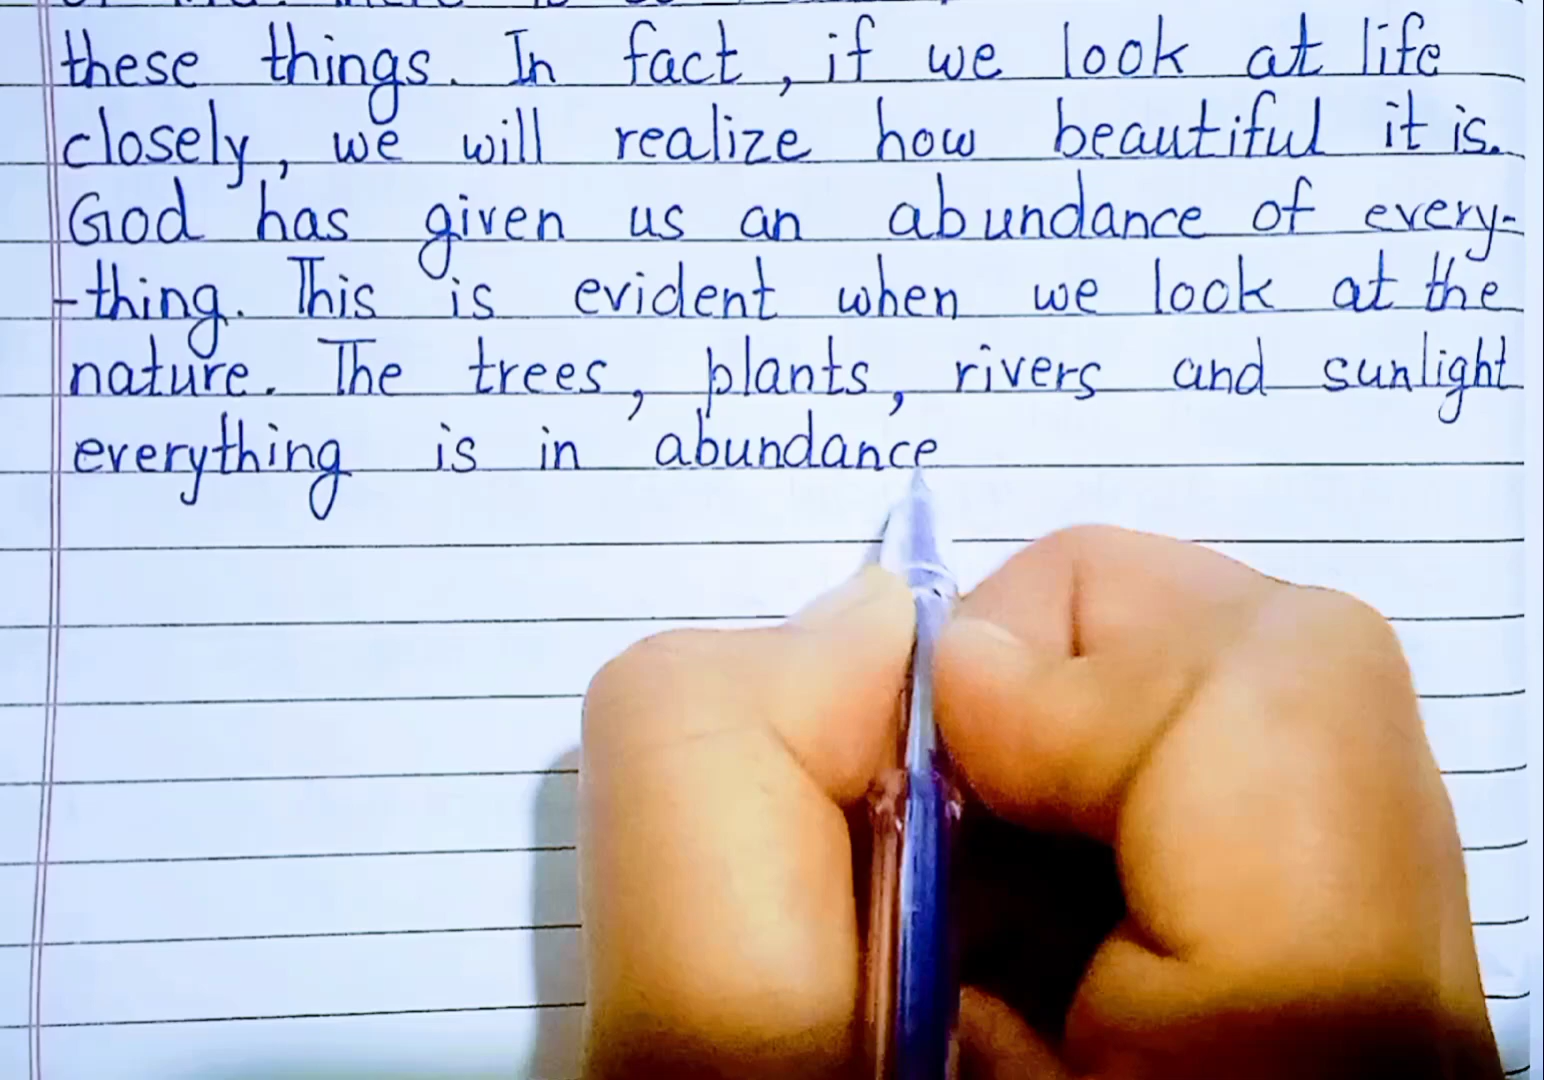 these things. In fact, if we look at life
closely, we will realize how beautiful it is.
God has given us an abundance of every-
-thing. This is evident when we look at the
nature. The trees, plants, rivers and sunlight
everything is in abundance